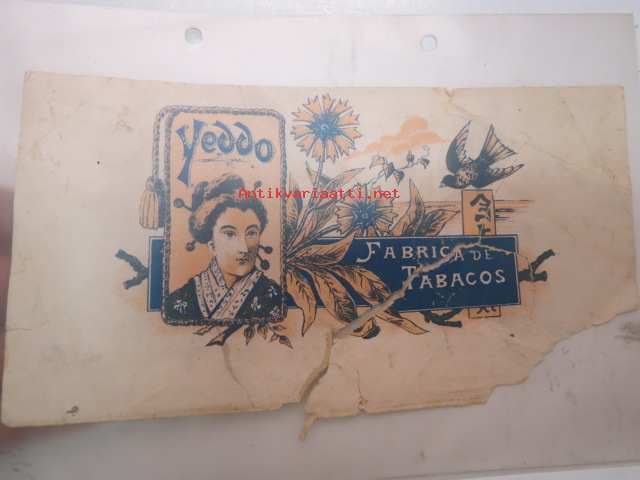 Yeddo
Antikvariaatti.net
FABRICA DE
TABACOS